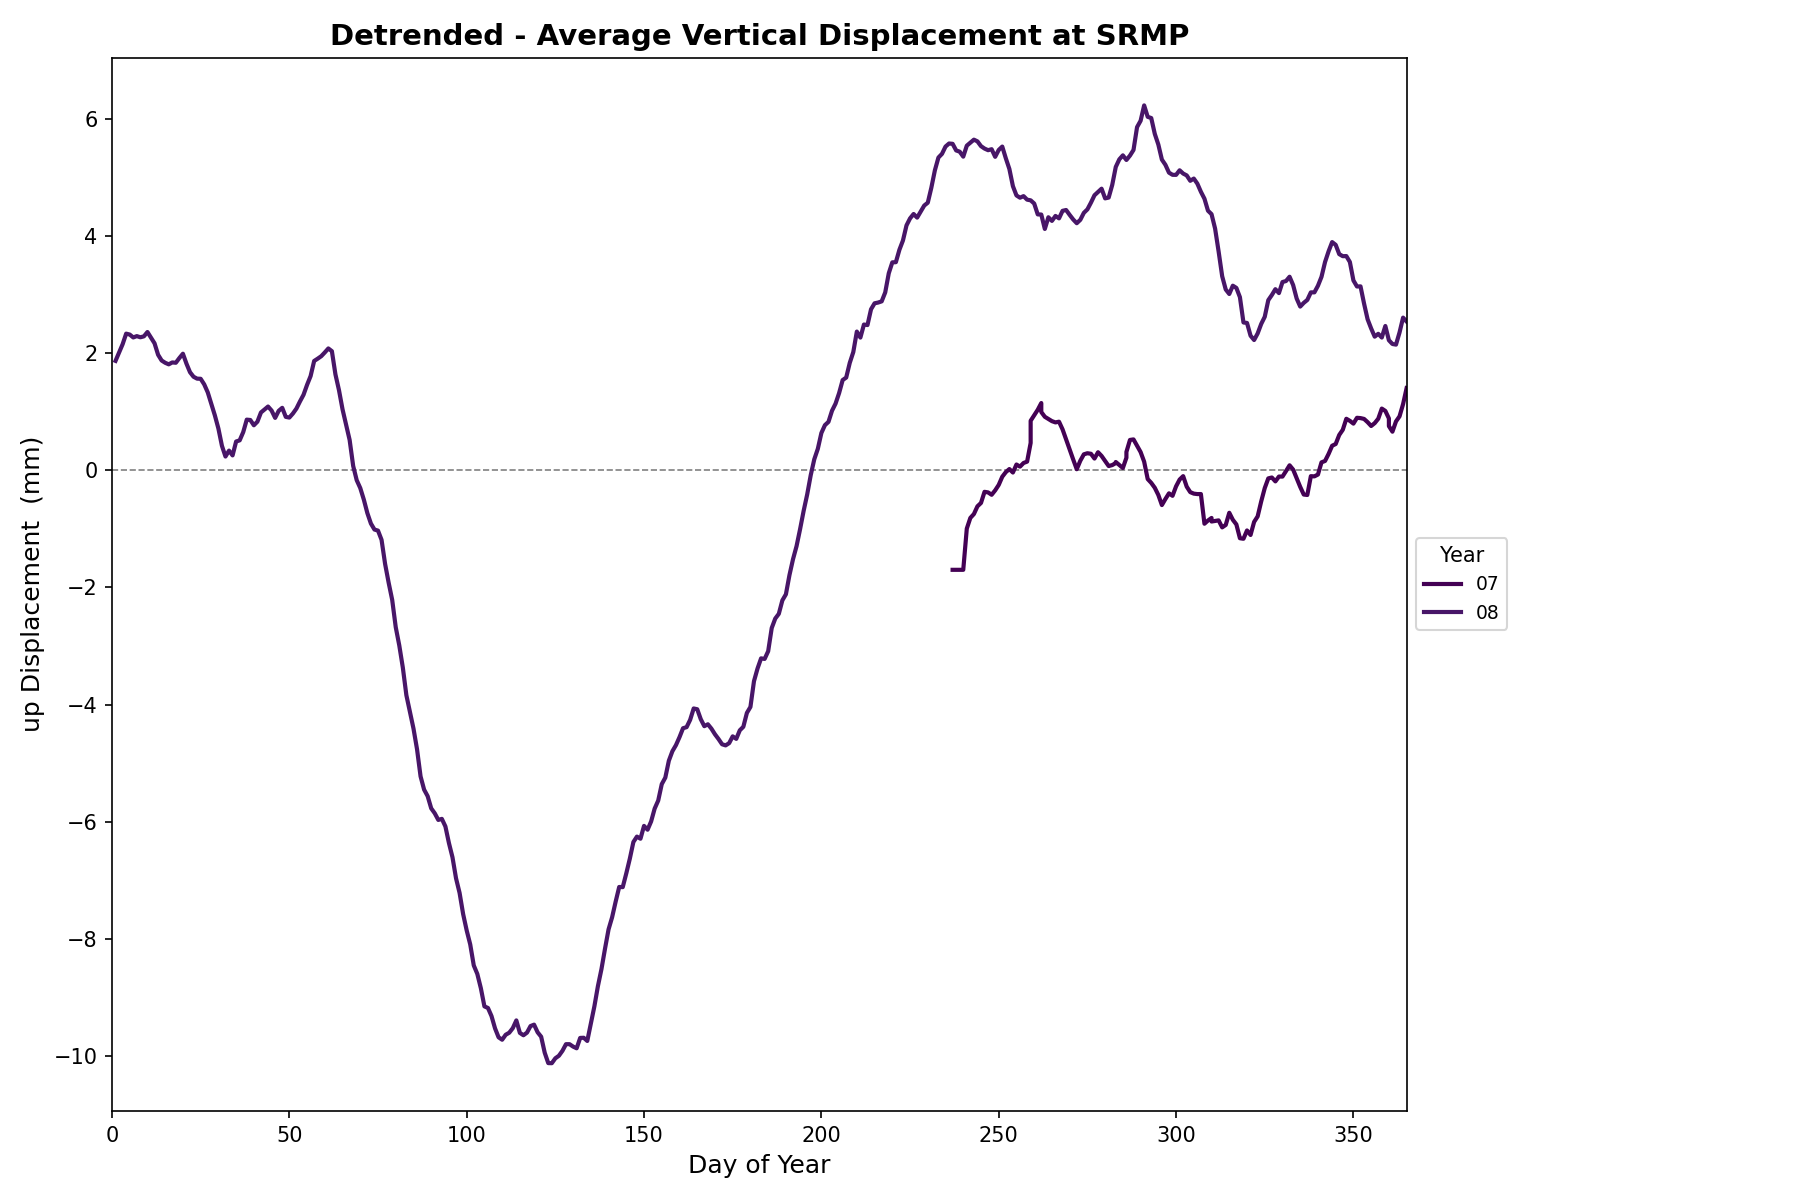 Detrended - Average Vertical Displacement at SRMP
up Displacement  (mm)
6
4
2
0
−2
−4
−6
−8
−10
0 50 100 150 200 250 300 350
Day of Year
Year
07
08